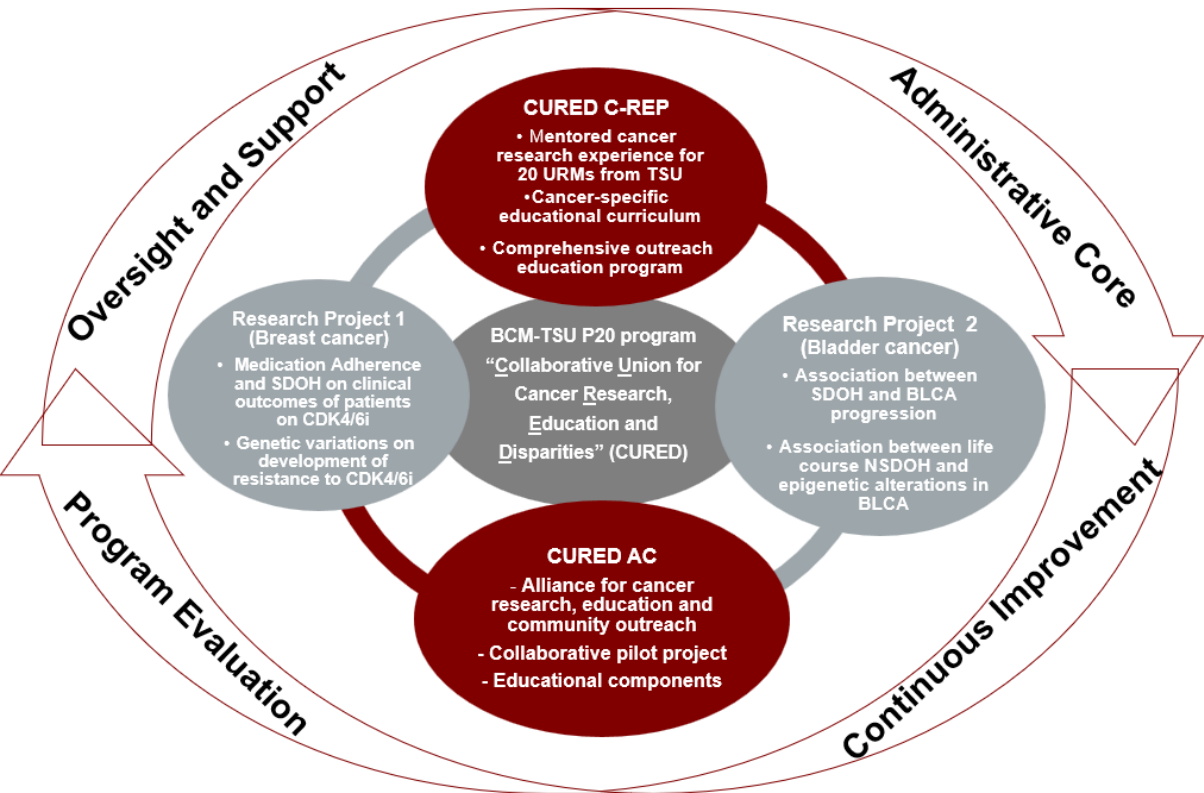 Oversight and Support
Administrative Core
CURED C-REP
• Mentored cancer
research experience for
20 URMs from TSU
•Cancer-specific
educational curriculum
• Comprehensive outreach
education program
Research Project 1
(Breast cancer)
• Medication Adherence
and SDOH on clinical
outcomes of patients
on CDK4/6i
• Genetic variations on
development of
resistance to CDK4/6i
BCM-TSU P20 program
“Collaborative Union for
Cancer Research,
Education and
Disparities” (CURED)
Research Project 2
(Bladder cancer)
• Association between
SDOH and BLCA
progression
• Association between life
course NSDOH and
epigenetic alterations in
BLCA
CURED AC
- Alliance for cancer
research, education and
community outreach
- Collaborative pilot project
- Educational components
Program Evaluation
Continuous Improvement